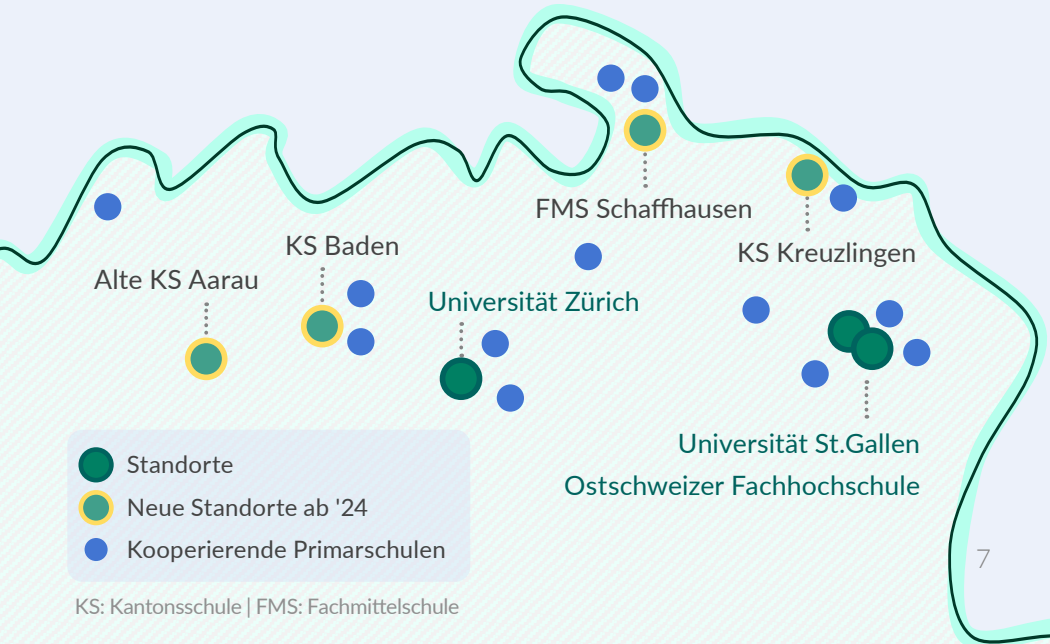 FMS Schaffhausen
KS Baden
KS Kreuzlingen
Alte KS Aarau
Universität Zürich
Universität St.Gallen
Ostschweizer Fachhochschule
Standorte
Neue Standorte ab '24
Kooperierende Primarschulen
7
KS: Kantonsschule | FMS: Fachmittelschule